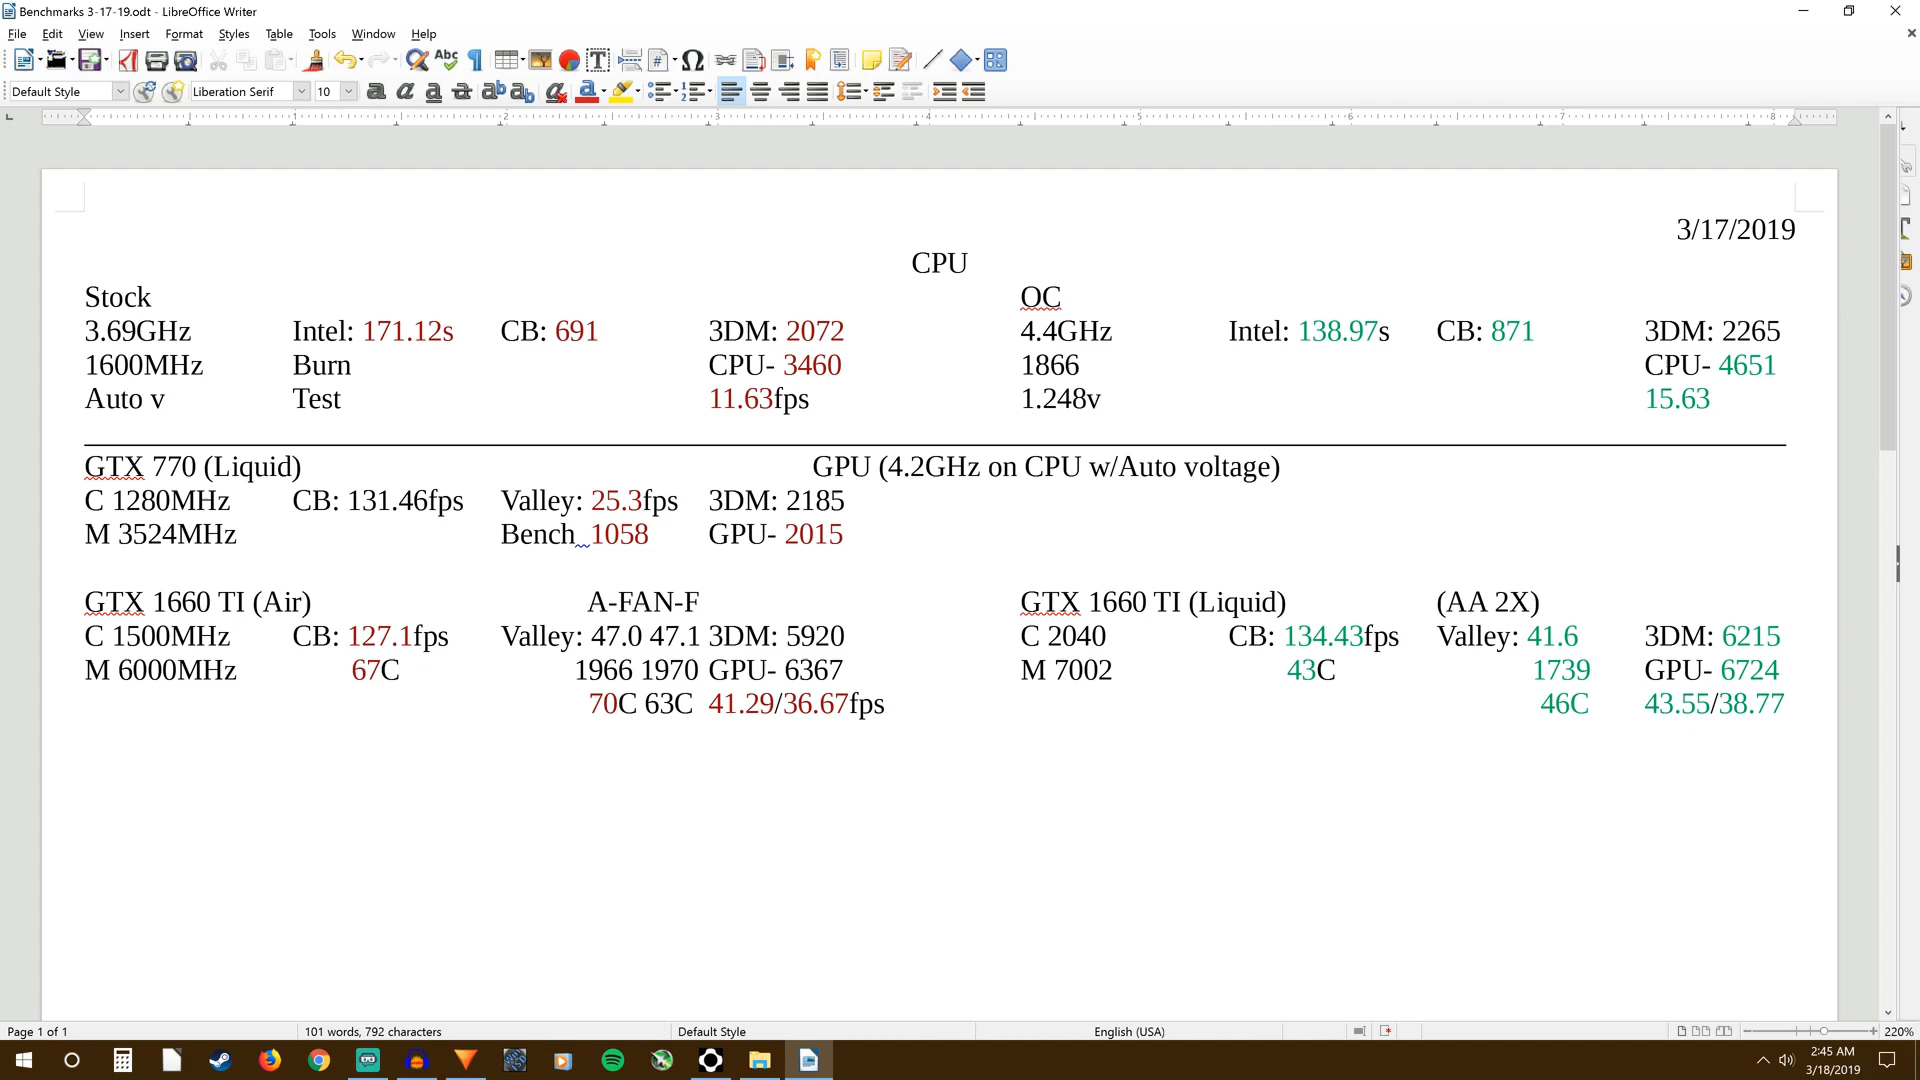 Benchmarks 3-17-19.odt - LibreOffice Writer
File Edit View Insert Format Styles Table Tools Window Help
Default Style Liberation Serif 10
1 2 3 4 5 6 7 8
3/17/2019
CPU
Stock OC
3.69GHz Intel: 171.12s CB: 691 3DM: 2072 4.4GHz Intel: 138.97s CB: 871 3DM: 2265
1600MHz Burn CPU- 3460 1866 CPU- 4651
Auto v Test 11.63fps 1.248v 15.63
GTX 770 (Liquid) GPU (4.2GHz on CPU w/Auto voltage)
C 1280MHz CB: 131.46fps Valley: 25.3fps 3DM: 2185
M 3524MHz Bench 1058 GPU- 2015
GTX 1660 TI (Air) A-FAN-F GTX 1660 TI (Liquid) (AA 2X)
C 1500MHz CB: 127.1fps Valley: 47.0 47.1 3DM: 5920 C 2040 CB: 134.43fps Valley: 41.6 3DM: 6215
M 6000MHz 67C 1966 1970 GPU- 6367 M 7002 43C 1739 GPU- 6724
70C 63C 41.29/36.67fps 46C 43.55/38.77
Page 1 of 1 101 words, 792 characters Default Style English (USA) 220%
2:45 AM
3/18/2019